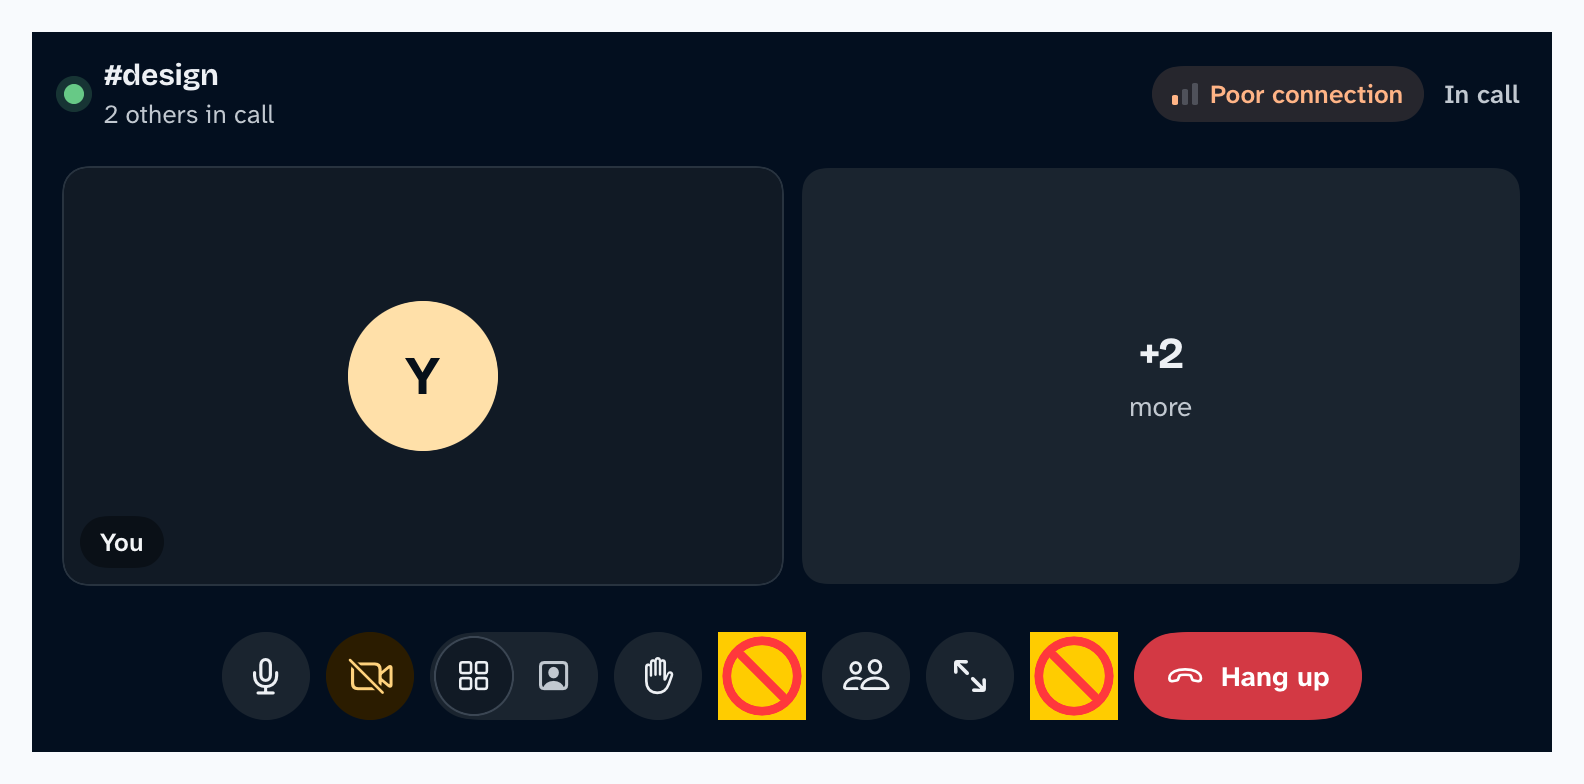 #design
2 others in call
Poor connection
In call
Y
You
+2
more
Hang up